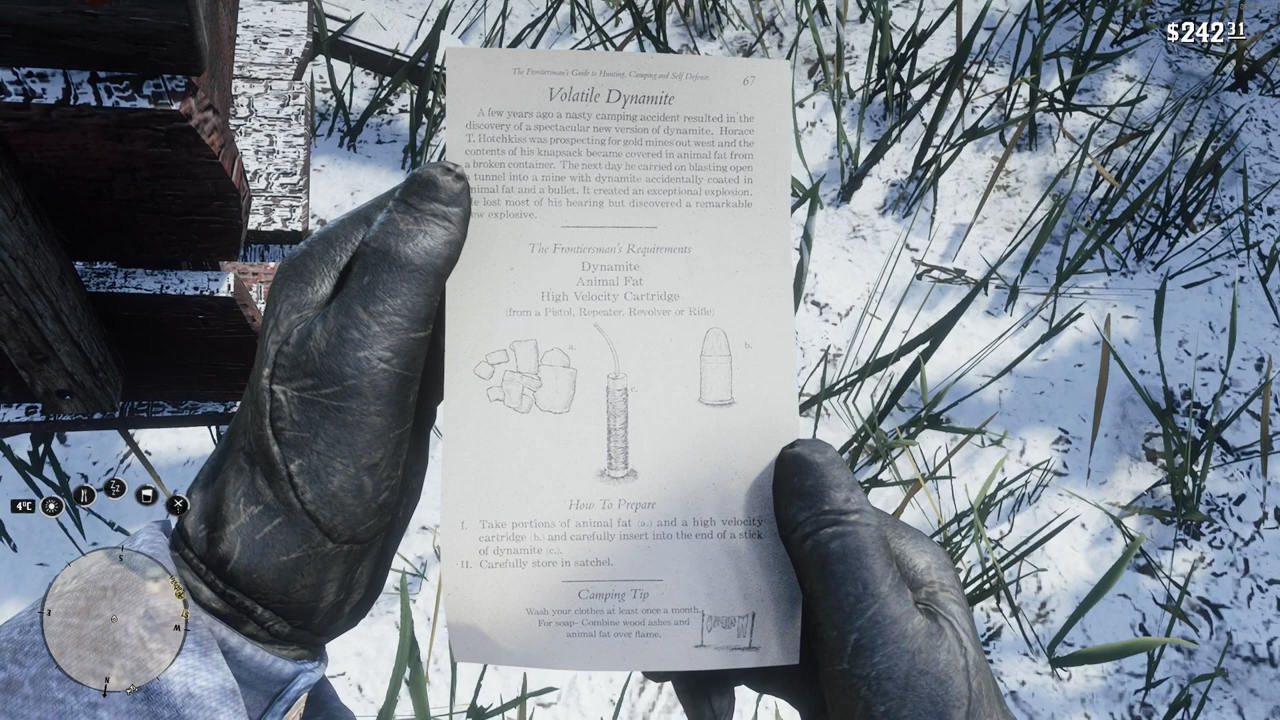 $242 31
The Frontiersman's Guide to Hunting, Camping and Self Defense.
67
Volatile Dynamite
A few years ago a nasty camping accident resulted in the
discovery of a spectacular new version of dynamite. Horace
T. Hotchkiss was prospecting for gold mines out west and the
contents of his knapsack became covered in animal fat from
a broken container. The next day he carried on blasting open
tunnel into a mine with dynamite accidentally coated in
nimal fat and a bullet. It created an exceptional explosion.
e lost most of his hearing but discovered a remarkable
ew explosive.
The Frontiersman's Requirements
Dynamite
Animal Fat
High Velocity Cartridge
(from a Pistol, Repeater, Revolver or Rifle)
a.
b.
c.
How To Prepare
I. Take portions of animal fat (a.) and a high velocity
cartridge (b.) and carefully insert into the end of a stick
of dynamite (c.).
II. Carefully store in satchel.
Camping Tip
Wash your clothes at least once a month.
For soap- Combine wood ashes and
animal fat over flame.
4°C
S
E
W
N